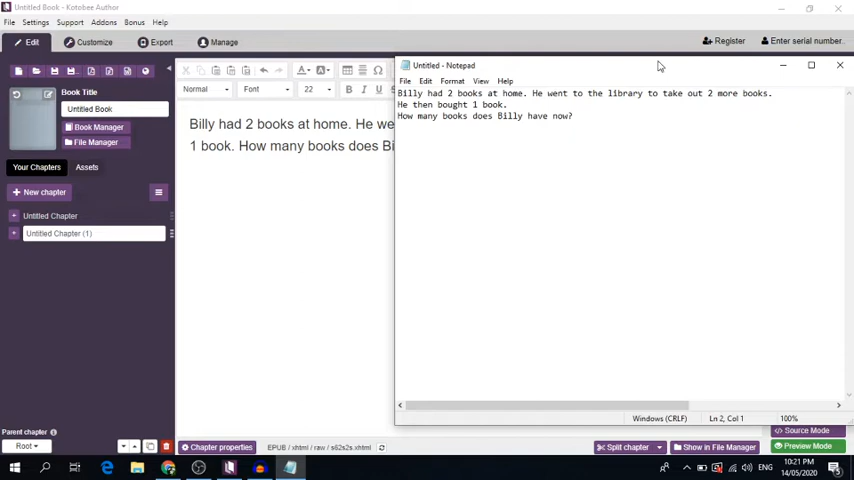 Untitled Book - Kotobee Author
File Settings Support Addons Bonus Help
Edit Customize Export Manage Register Enter serial number..
Untitled - Notepad
File Edit Format View Help
Billy had 2 books at home. He went to the library to take out 2 more books.
He then bought 1 book.
How many books does Billy have now?
Book Title
Untitled Book
Book Manager
File Manager
Your Chapters Assets
New chapter
Untitled Chapter
Untitled Chapter (1)
Normal Font 22 B I U
Billy had 2 books at home. He we
1 book. How many books does Bi
Windows (CRLF) Ln 2, Col 1 100%
Source Mode
Parent chapter
Root
Chapter properties EPUB / xhtml / raw / s62s2s.xhtml Split chapter Show in File Manager Preview Mode
ENG 10:21 PM
14/05/2020